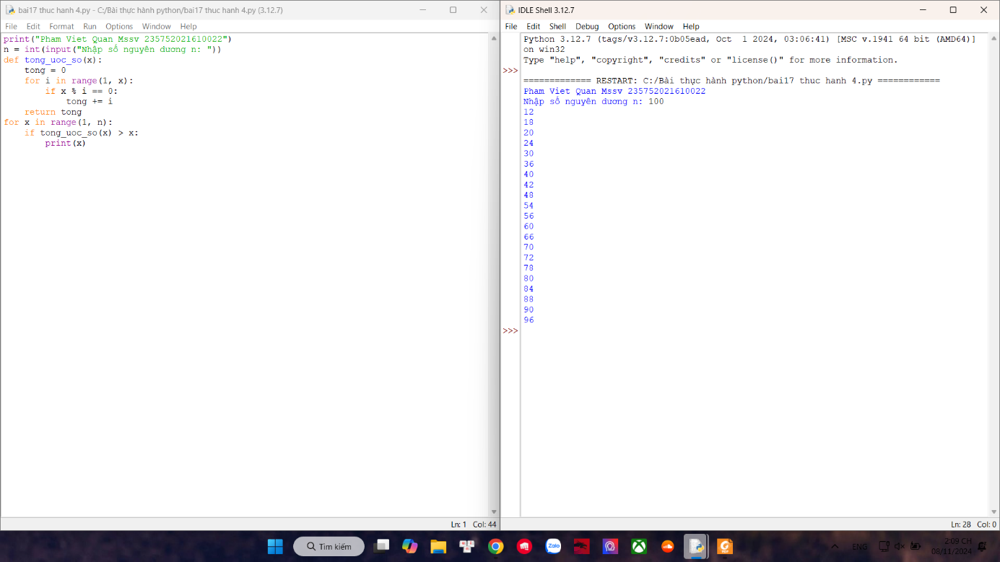 bai17 thuc hanh 4.py - C:/Bài thực hành python/bai17 thuc hanh 4.py (3.12.7)
File Edit Format Run Options Window Help
print("Pham Viet Quan Mssv 235752021610022")
n = int(input("Nhập số nguyên dương n: "))
def tong_uoc_so(x):
    tong = 0
    for i in range(1, x):
        if x % i == 0:
            tong += i
    return tong
for x in range(1, n):
    if tong_uoc_so(x) > x:
        print(x)
Ln: 1 Col: 44
IDLE Shell 3.12.7
File Edit Shell Debug Options Window Help
Python 3.12.7 (tags/v3.12.7:0b05ead, Oct  1 2024, 03:06:41) [MSC v.1941 64 bit (AMD64)]
on win32
Type "help", "copyright", "credits" or "license()" for more information.
>>>
============= RESTART: C:/Bài thực hành python/bai17 thuc hanh 4.py ============
Pham Viet Quan Mssv 235752021610022
Nhập số nguyên dương n: 100
12
18
20
24
30
36
40
42
48
54
56
60
66
70
72
78
80
84
88
90
96
>>>
Ln: 28 Col: 0
Tìm kiếm
Zalo
ENG
2:09 CH
08/11/2024